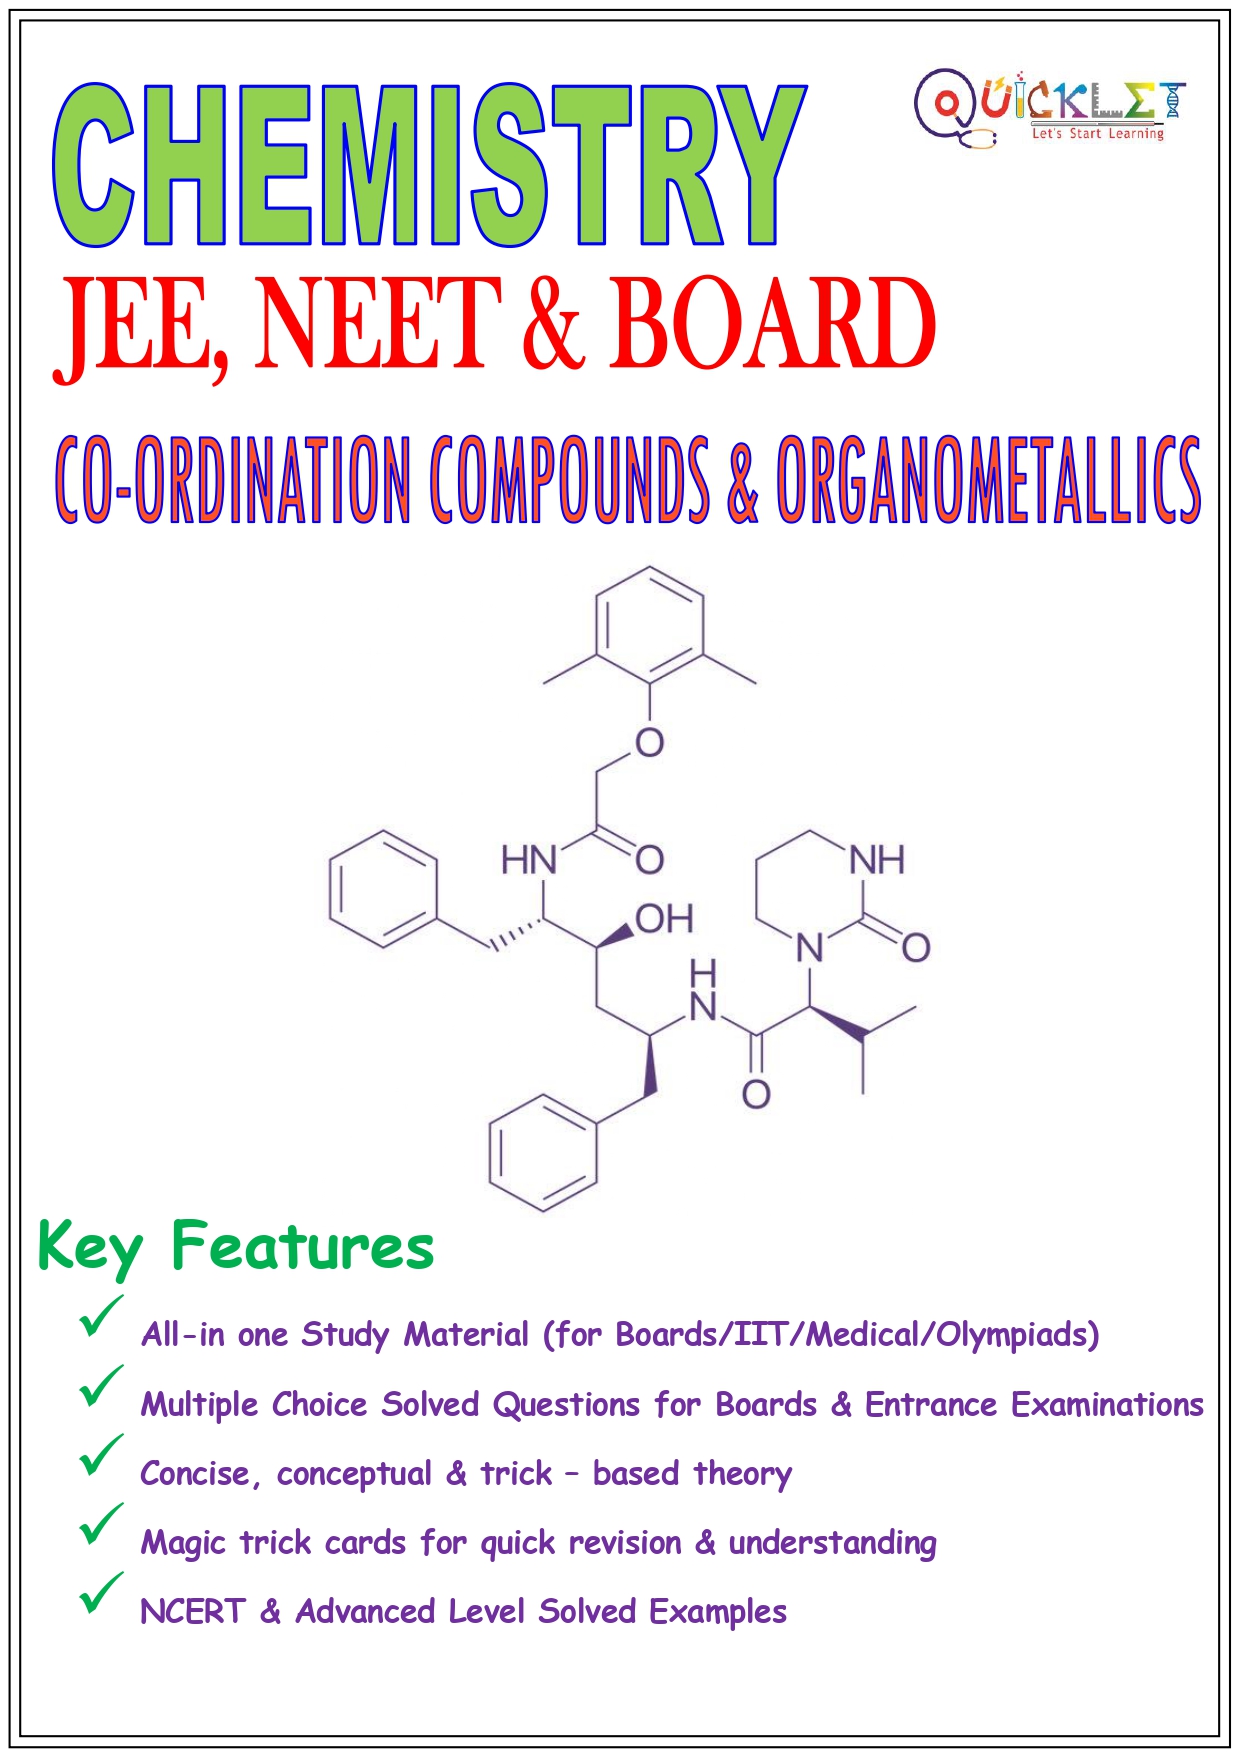 CHEMISTRY
QUICKLET
Let's Start Learning
JEE, NEET & BOARD
CO-ORDINATION COMPOUNDS & ORGANOMETALLICS
O
HN
O
NH
OH
N
O
H
N
O
Key Features
✓ All-in one Study Material (for Boards/IIT/Medical/Olympiads)
✓ Multiple Choice Solved Questions for Boards & Entrance Examinations
✓ Concise, conceptual & trick – based theory
✓ Magic trick cards for quick revision & understanding
✓ NCERT & Advanced Level Solved Examples